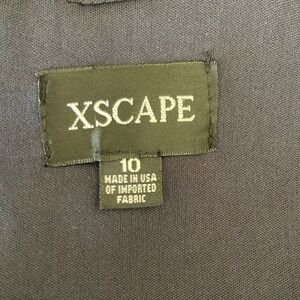 XSCAPE
10
MADE IN USA
OF IMPORTED
FABRIC